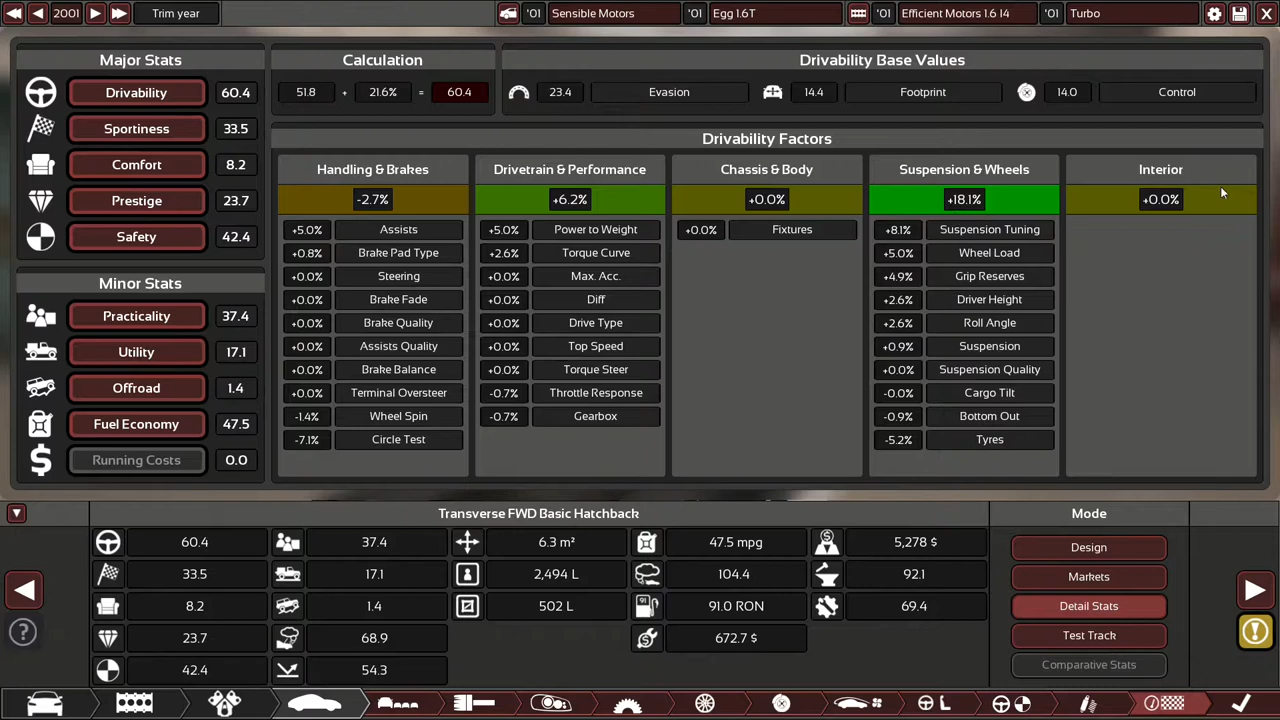 2001 Trim year '01 Sensible Motors '01 Egg 1.6T '01 Efficient Motors 1.6 I4 '01 Turbo
Major Stats
Drivability 60.4
Sportiness 33.5
Comfort 8.2
Prestige 23.7
Safety 42.4
Minor Stats
Practicality 37.4
Utility 17.1
Offroad 1.4
Fuel Economy 47.5
Running Costs 0.0
Calculation
51.8 + 21.6% = 60.4
Drivability Base Values
23.4 Evasion 14.4 Footprint 14.0 Control
Drivability Factors
Handling & Brakes
-2.7%
+5.0% Assists
+0.8% Brake Pad Type
+0.0% Steering
+0.0% Brake Fade
+0.0% Brake Quality
+0.0% Assists Quality
+0.0% Brake Balance
+0.0% Terminal Oversteer
-1.4% Wheel Spin
-7.1% Circle Test
Drivetrain & Performance
+6.2%
+5.0% Power to Weight
+2.6% Torque Curve
+0.0% Max. Acc.
+0.0% Diff
+0.0% Drive Type
+0.0% Top Speed
+0.0% Torque Steer
-0.7% Throttle Response
-0.7% Gearbox
Chassis & Body
+0.0%
+0.0% Fixtures
Suspension & Wheels
+18.1%
+8.1% Suspension Tuning
+5.0% Wheel Load
+4.9% Grip Reserves
+2.6% Driver Height
+2.6% Roll Angle
+0.9% Suspension
+0.0% Suspension Quality
-0.0% Cargo Tilt
-0.9% Bottom Out
-5.2% Tyres
Interior
+0.0%
Transverse FWD Basic Hatchback
60.4 37.4 6.3 m² 47.5 mpg 5,278 $
33.5 17.1 2,494 L 104.4 92.1
8.2 1.4 502 L 91 91.0 RON 69.4
23.7 68.9 672.7 $
42.4 54.3
Mode
Design
Markets
Detail Stats
Test Track
Comparative Stats